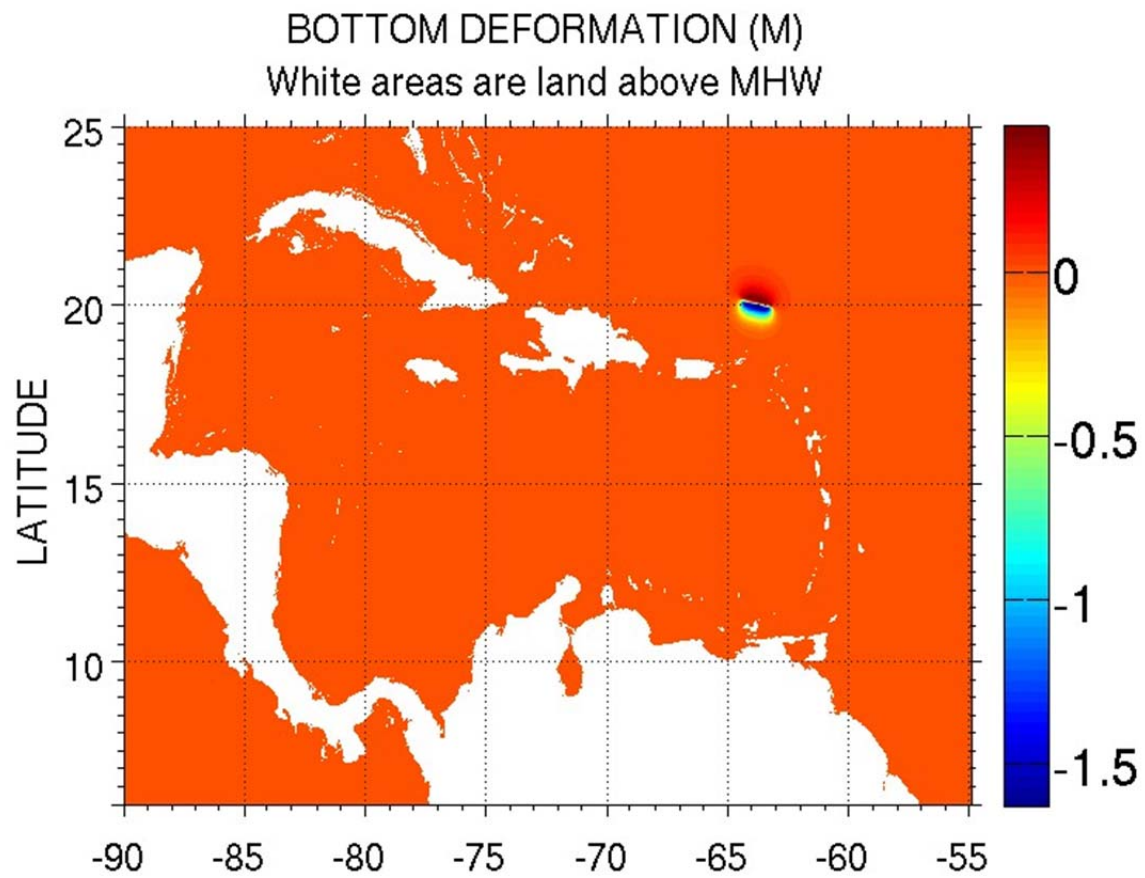 BOTTOM DEFORMATION (M)
White areas are land above MHW
25
20
15
10
LATITUDE
-90 -85 -80 -75 -70 -65 -60 -55
0
-0.5
-1
-1.5